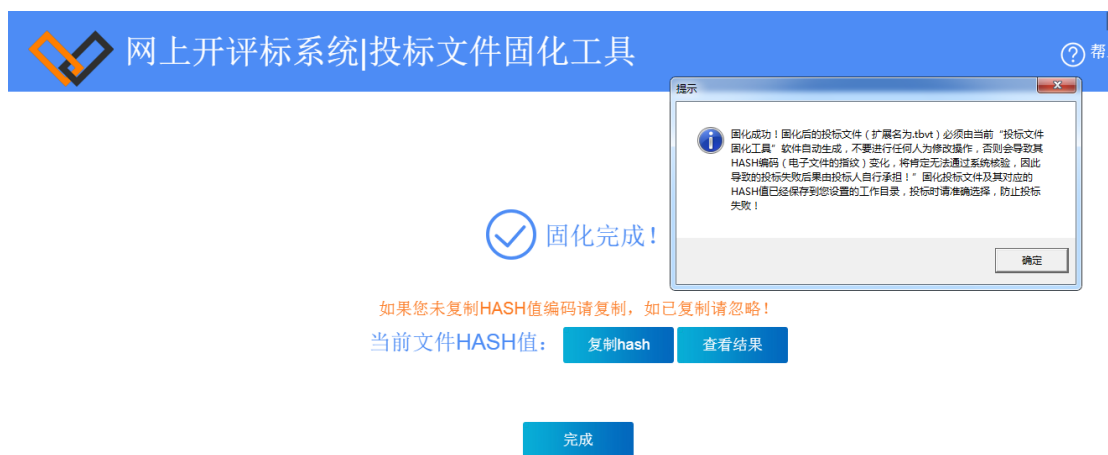 网上开评标系统|投标文件固化工具
帮
提示
固化成功！固化后的投标文件（扩展名为.tbvt）必须由当前“投标文件
固化工具”软件自动生成，不要进行任何人为修改操作，否则会导致其
HASH编码（电子文件的指纹）变化，将肯定无法通过系统核验，因此
导致的投标失败后果由投标人自行承担！”固化投标文件及其对应的
HASH值已经保存到您设置的工作目录，投标时请准确选择，防止投标
失败！
确定
固化完成！
如果您未复制HASH值编码请复制，如已复制请忽略！
当前文件HASH值：
复制hash
查看结果
完成